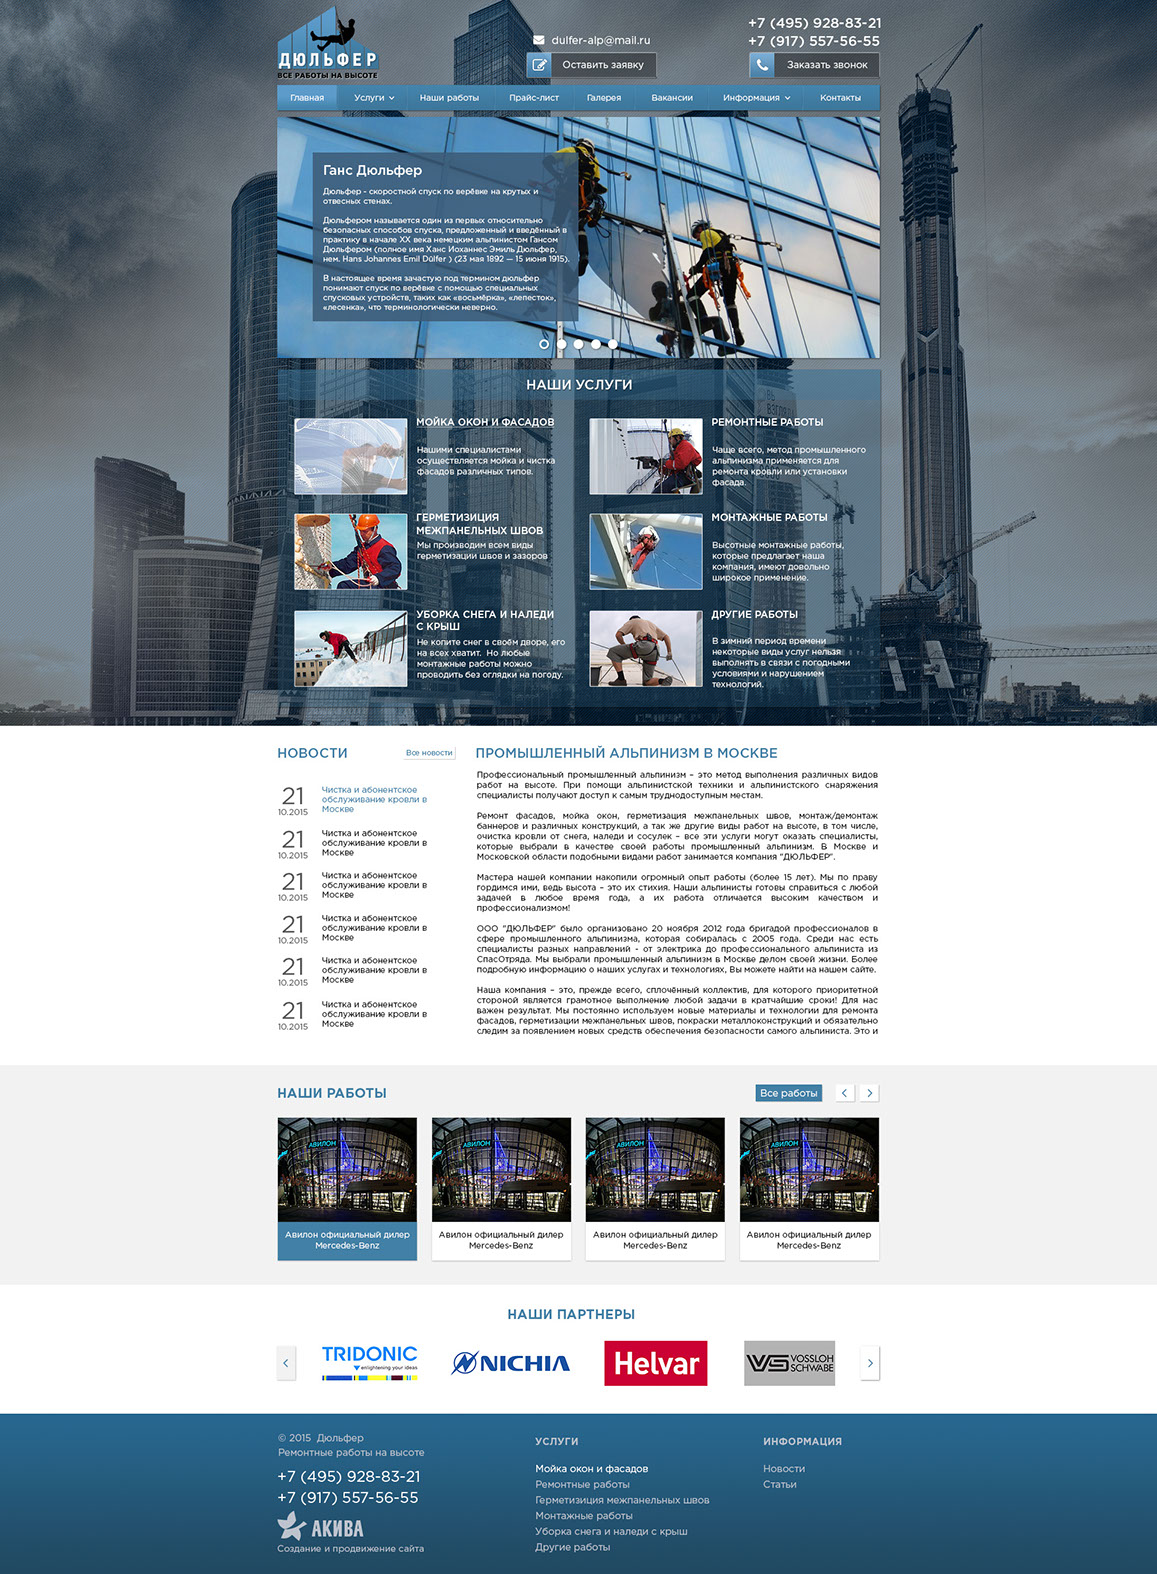 ДЮЛЬФЕР
ВСЕ РАБОТЫ НА ВЫСОТЕ
dulfer-alp@mail.ru
Оставить заявку
+7 (495) 928-83-21
+7 (917) 557-56-55
Заказать звонок
Главная
Услуги
Наши работы
Прайс-лист
Галерея
Вакансии
Информация
Контакты
Ганс Дюльфер
Дюльфер - скоростной спуск по верёвке на крутых и
отвесных стенах.
Дюльфером называется один из первых относительно
безопасных способов спуска, предложенный и введённый в
практику в начале XX века немецким альпинистом Гансом
Дюльфером (полное имя Ханс Иоханнес Эмиль Дюльфер,
нем. Hans Johannes Emil Dülfer ) (23 мая 1892 — 15 июня 1915).
В настоящее время зачастую под термином дюльфер
понимают спуск по верёвке с помощью специальных
спусковых устройств, таких как «восьмёрка», «лепесток»,
«лесенка», что терминологически неверно.
НАШИ УСЛУГИ
МОЙКА ОКОН И ФАСАДОВ
Нашими специалистами
осуществляется мойка и чистка
фасадов различных типов.
РЕМОНТНЫЕ РАБОТЫ
Чаще всего, метод промышленного
альпинизма применяется для
ремонта кровли или установки
фасада.
ГЕРМЕТИЗИЦИЯ
МЕЖПАНЕЛЬНЫХ ШВОВ
Мы производим всем виды
герметизации швов и зазоров
МОНТАЖНЫЕ РАБОТЫ
Высотные монтажные работы,
которые предлагает наша
компания, имеют довольно
широкое применение.
УБОРКА СНЕГА И НАЛЕДИ
С КРЫШ
Не копите снег в своём дворе, его
на всех хватит. Но любые
монтажные работы можно
проводить без оглядки на погоду.
ДРУГИЕ РАБОТЫ
В зимний период времени
некоторые виды услуг нельзя
выполнять в связи с погодными
условиями и нарушением
технологий.
НОВОСТИ
Все новости
21
10.2015
Чистка и абонентское
обслуживание кровли в
Москве
21
10.2015
Чистка и абонентское
обслуживание кровли в
Москве
21
10.2015
Чистка и абонентское
обслуживание кровли в
Москве
21
10.2015
Чистка и абонентское
обслуживание кровли в
Москве
21
10.2015
Чистка и абонентское
обслуживание кровли в
Москве
21
10.2015
Чистка и абонентское
обслуживание кровли в
Москве
ПРОМЫШЛЕННЫЙ АЛЬПИНИЗМ В МОСКВЕ
Профессиональный промышленный альпинизм – это метод выполнения различных видов
работ на высоте. При помощи альпинистской техники и альпинистского снаряжения
специалисты получают доступ к самым труднодоступным местам.
Ремонт фасадов, мойка окон, герметизация межпанельных швов, монтаж/демонтаж
баннеров и различных конструкций, а так же другие виды работ на высоте, в том числе,
очистка кровли от снега, наледи и сосулек – все эти услуги могут оказать специалисты,
которые выбрали в качестве своей работы промышленный альпинизм. В Москве и
Московской области подобными видами работ занимается компания "ДЮЛЬФЕР".
Мастера нашей компании накопили огромный опыт работы (более 15 лет). Мы по праву
гордимся ими, ведь высота – это их стихия. Наши альпинисты готовы справиться с любой
задачей в любое время года, а их работа отличается высоким качеством и
профессионализмом!
ООО "ДЮЛЬФЕР" было организовано 20 ноября 2012 года бригадой профессионалов в
сфере промышленного альпинизма, которая собиралась с 2005 года. Среди нас есть
специалисты разных направлений - от электрика до профессионального альпиниста из
СпасОтряда. Мы выбрали промышленный альпинизм в Москве делом своей жизни. Более
подробную информацию о наших услугах и технологиях, Вы можете найти на нашем сайте.
Наша компания – это, прежде всего, сплочённый коллектив, для которого приоритетной
стороной является грамотное выполнение любой задачи в кратчайшие сроки! Для нас
важен результат. Мы постоянно используем новые материалы и технологии для ремонта
фасадов, герметизации межпанельных швов, покраски металлоконструкций и обязательно
следим за появлением новых средств обеспечения безопасности самого альпиниста. Это и
НАШИ РАБОТЫ
Все работы
АВИЛОН
АВИЛОН
АВИЛОН
АВИЛОН
Авилон официальный дилер
Mercedes-Benz
Авилон официальный дилер
Mercedes-Benz
Авилон официальный дилер
Mercedes-Benz
Авилон официальный дилер
Mercedes-Benz
НАШИ ПАРТНЕРЫ
TRIDONIC
enlightening your ideas
NICHIA
Helvar
VS VOSSLOH
SCHWABE
© 2015 Дюльфер
Ремонтные работы на высоте
+7 (495) 928-83-21
+7 (917) 557-56-55
АКИВА
Создание и продвижение сайта
УСЛУГИ
Мойка окон и фасадов
Ремонтные работы
Герметизиция межпанельных швов
Монтажные работы
Уборка снега и наледи с крыш
Другие работы
ИНФОРМАЦИЯ
Новости
Статьи